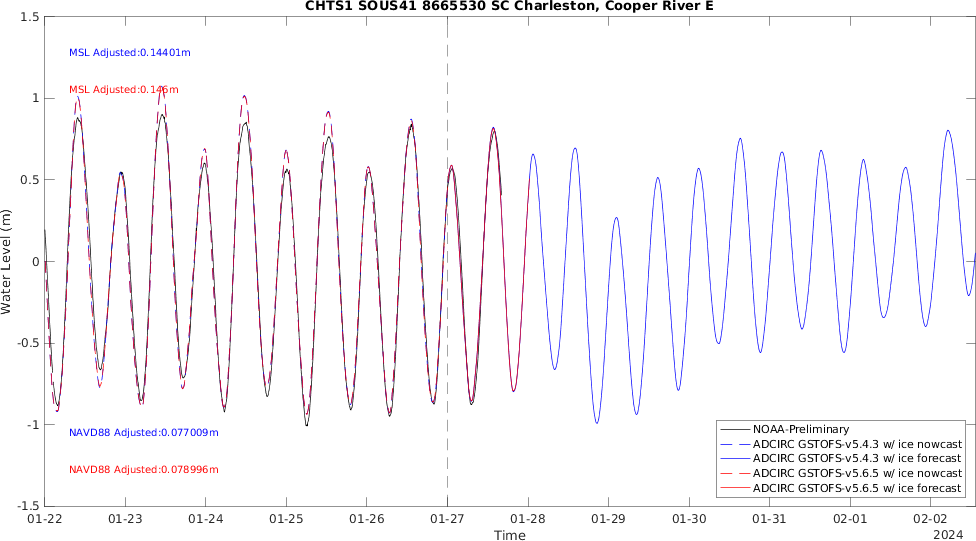 CHTS1 SOUS41 8665530 SC Charleston, Cooper River E
1.5
1
0.5
0
-0.5
-1
-1.5
Water Level (m)
MSL Adjusted:0.14401m
MSL Adjusted:0.146m
NAVD88 Adjusted:0.077009m
NAVD88 Adjusted:0.078996m
NOAA-Preliminary
ADCIRC GSTOFS-v5.4.3 w/ ice nowcast
ADCIRC GSTOFS-v5.4.3 w/ ice forecast
ADCIRC GSTOFS-v5.6.5 w/ ice nowcast
ADCIRC GSTOFS-v5.6.5 w/ ice forecast
01-22 01-23 01-24 01-25 01-26 01-27 01-28 01-29 01-30 01-31 02-01 02-02
2024
Time